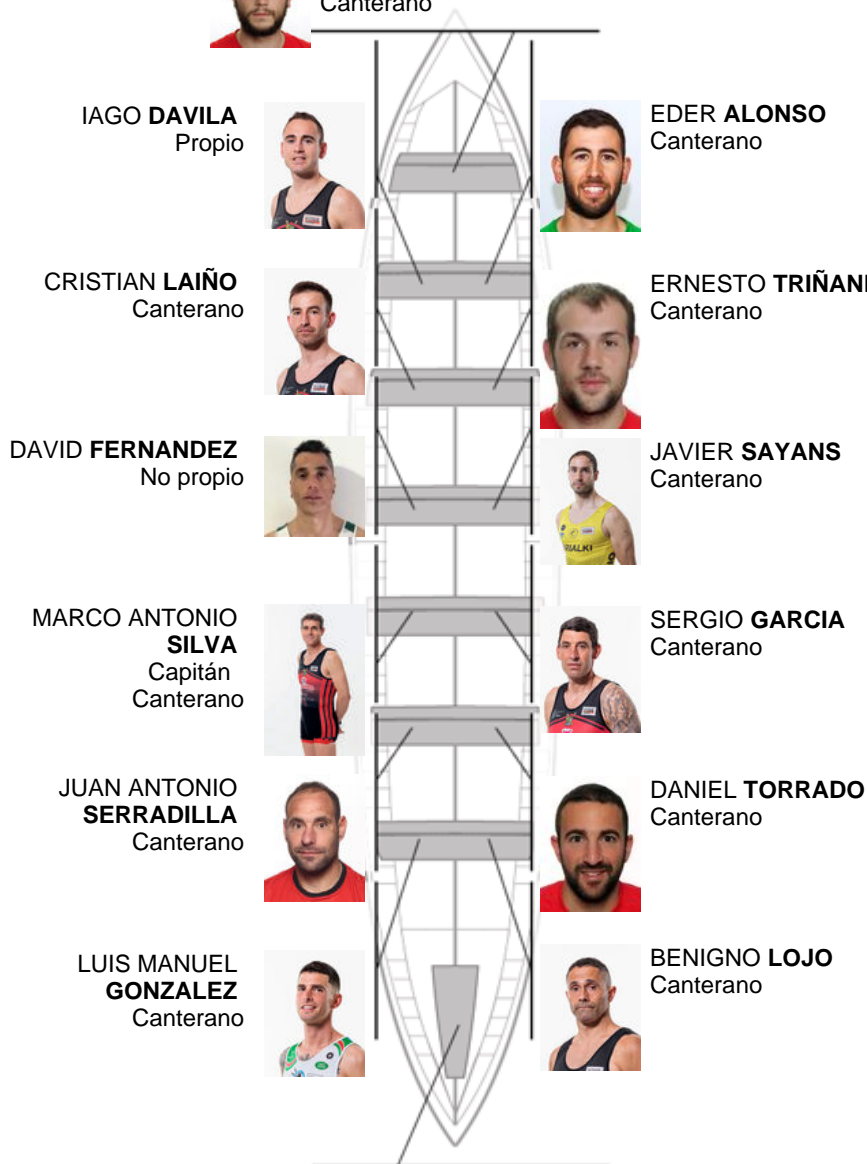 Canterano
IAGO DAVILA
Propio
EDER ALONSO
Canterano
CRISTIAN LAIÑO
Canterano
ERNESTO
Canterano
DAVID FERNANDEZ
No propio
JAVIER SAYANS
Canterano
MARCO ANTONIO
SILVA
Capitán
Canterano
SERGIO GARCIA
Canterano
JUAN ANTONIO
SERRADILLA
Canterano
DANIEL TORRADO
Canterano
LUIS MANUEL
GONZALEZ
Canterano
BENIGNO LOJO
Canterano